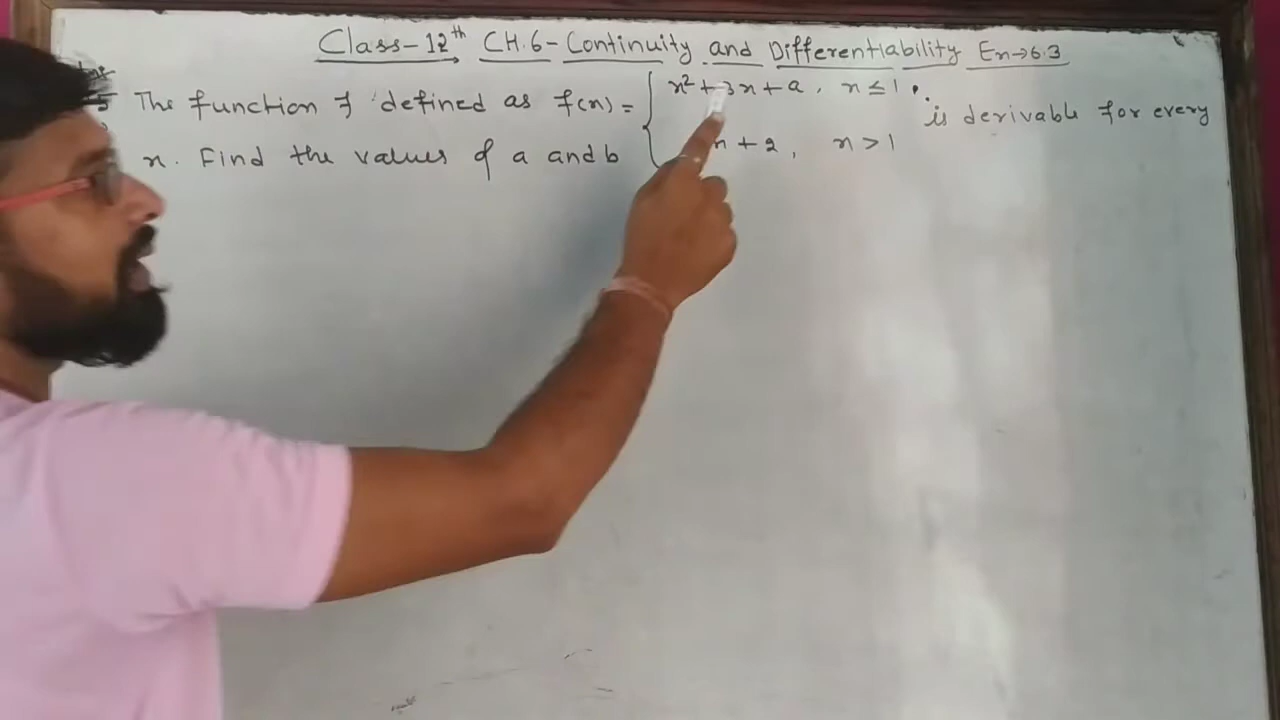 Class-12th CH.6-Continuity and Differentiability Ex→6.3
The function f defined as f(x) = { x² + 3x + a , x ≤ 1
x + 2 , x > 1
is derivable for every
x. Find the values of a and b